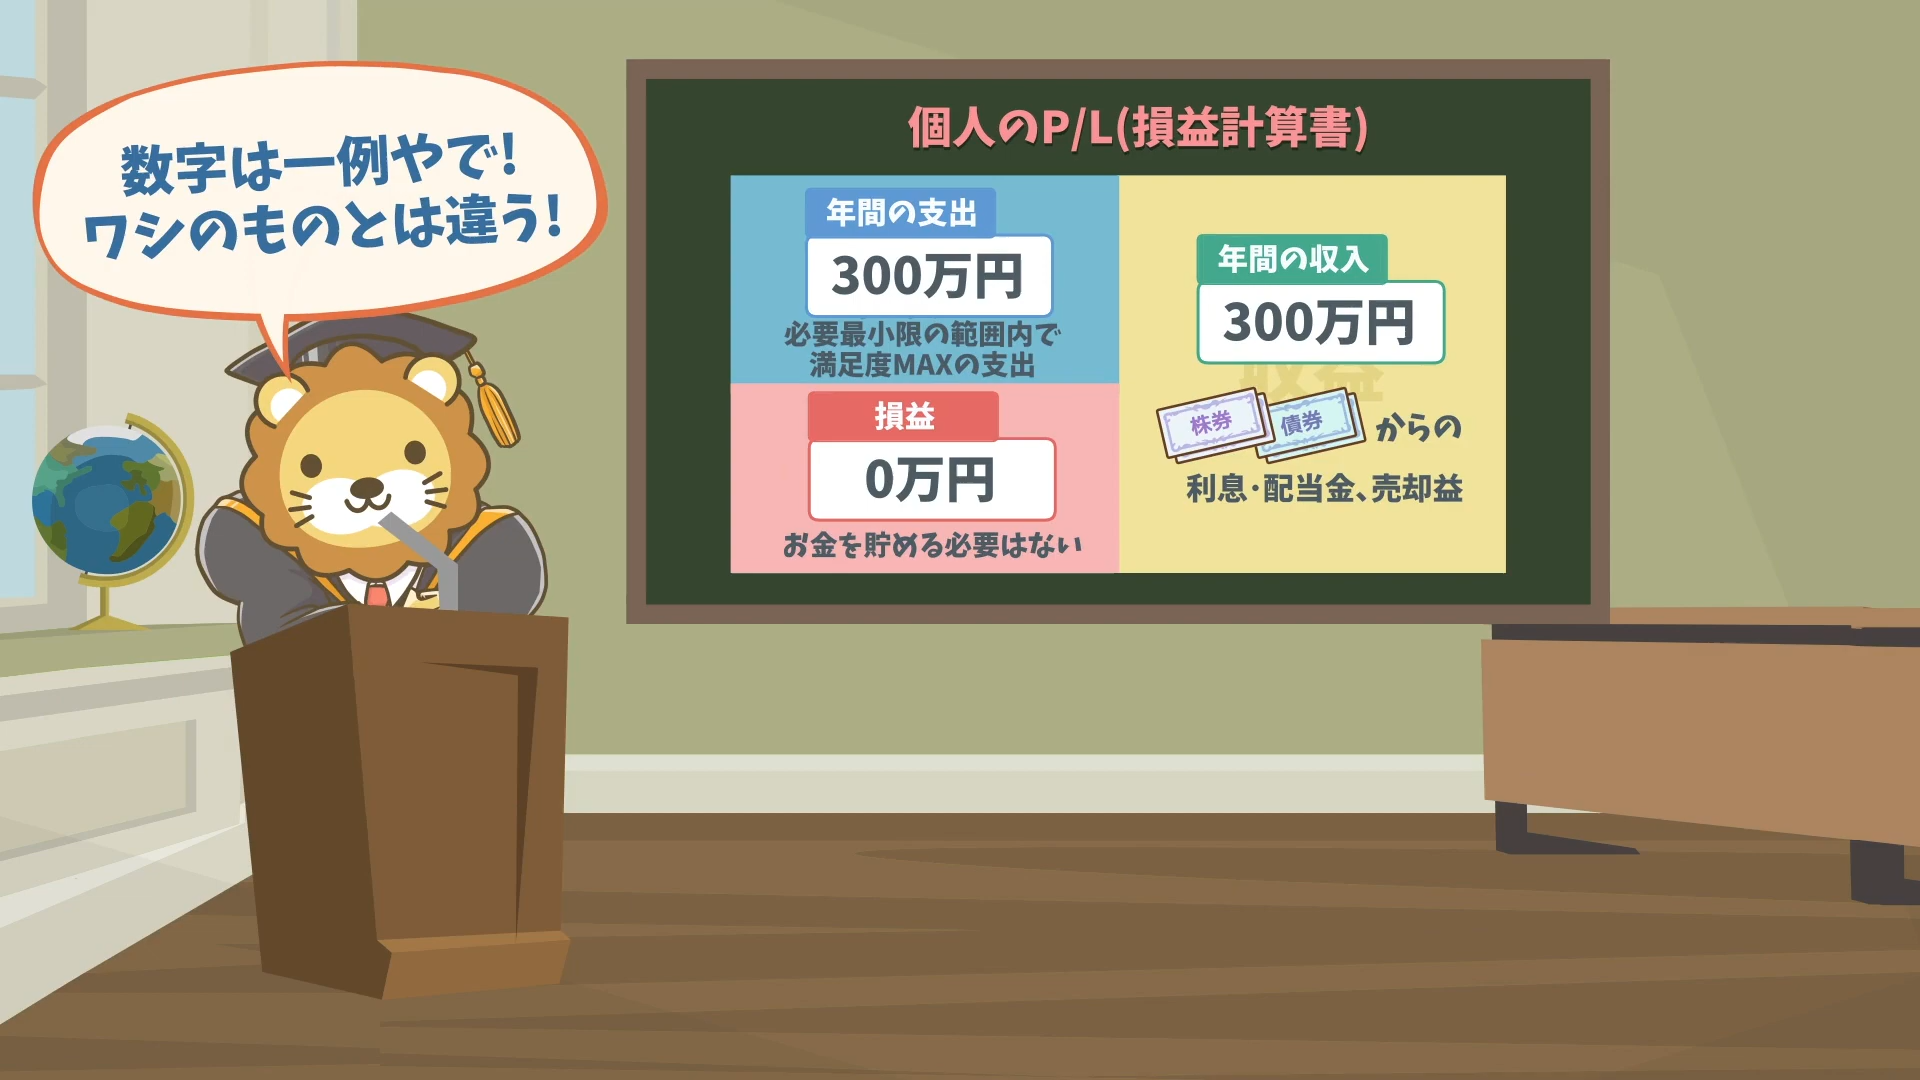 数字は一例やで!
ワシのものとは違う!
個人のP/L(損益計算書)
年間の支出
300万円
必要最小限の範囲内で
満足度MAXの支出
損益
0万円
お金を貯める必要はない
年間の収入
300万円
収益
株券
債券
からの
利息·配当金、売却益